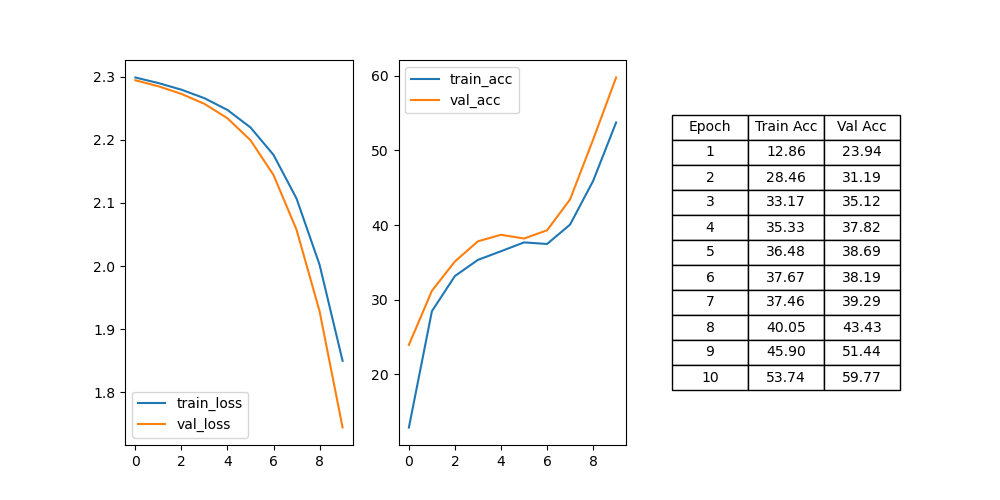 2.3
2.2
2.1
2.0
1.9
1.8
0 2 4 6 8
train_loss
val_loss
60
50
40
30
20
0 2 4 6 8
train_acc
val_acc
Epoch Train Acc Val Acc
1 12.86 23.94
2 28.46 31.19
3 33.17 35.12
4 35.33 37.82
5 36.48 38.69
6 37.67 38.19
7 37.46 39.29
8 40.05 43.43
9 45.90 51.44
10 53.74 59.77